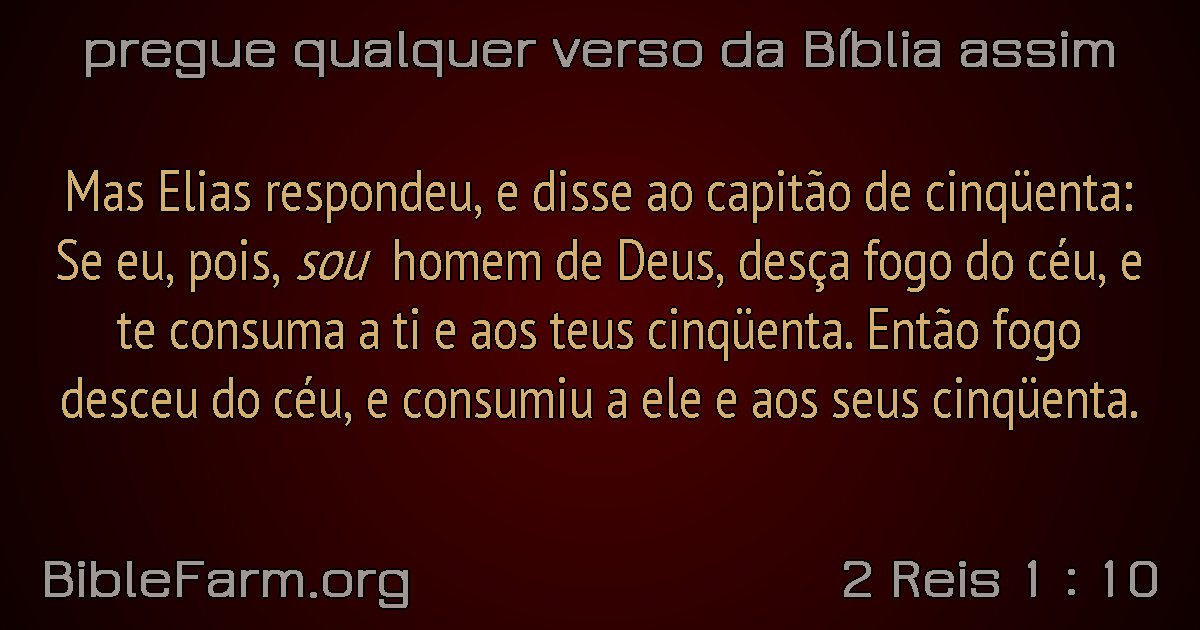 pregue qualquer verso da Bíblia assim
Mas Elias respondeu, e disse ao capitão de cinqüenta:
Se eu, pois, sou homem de Deus, desça fogo do céu, e
te consuma a ti e aos teus cinqüenta. Então fogo
desceu do céu, e consumiu a ele e aos seus cinqüenta.
BibleFarm.org
2 Reis 1 : 10